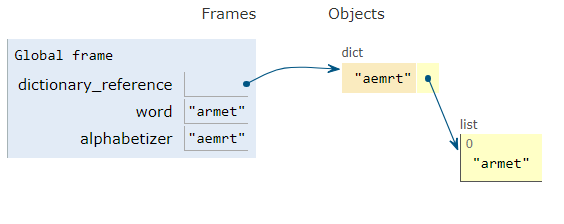 Frames Objects
Global frame
dict
dictionary_reference "aemrt"
word "armet"
list
alphabetizer "aemrt"
0
"armet"